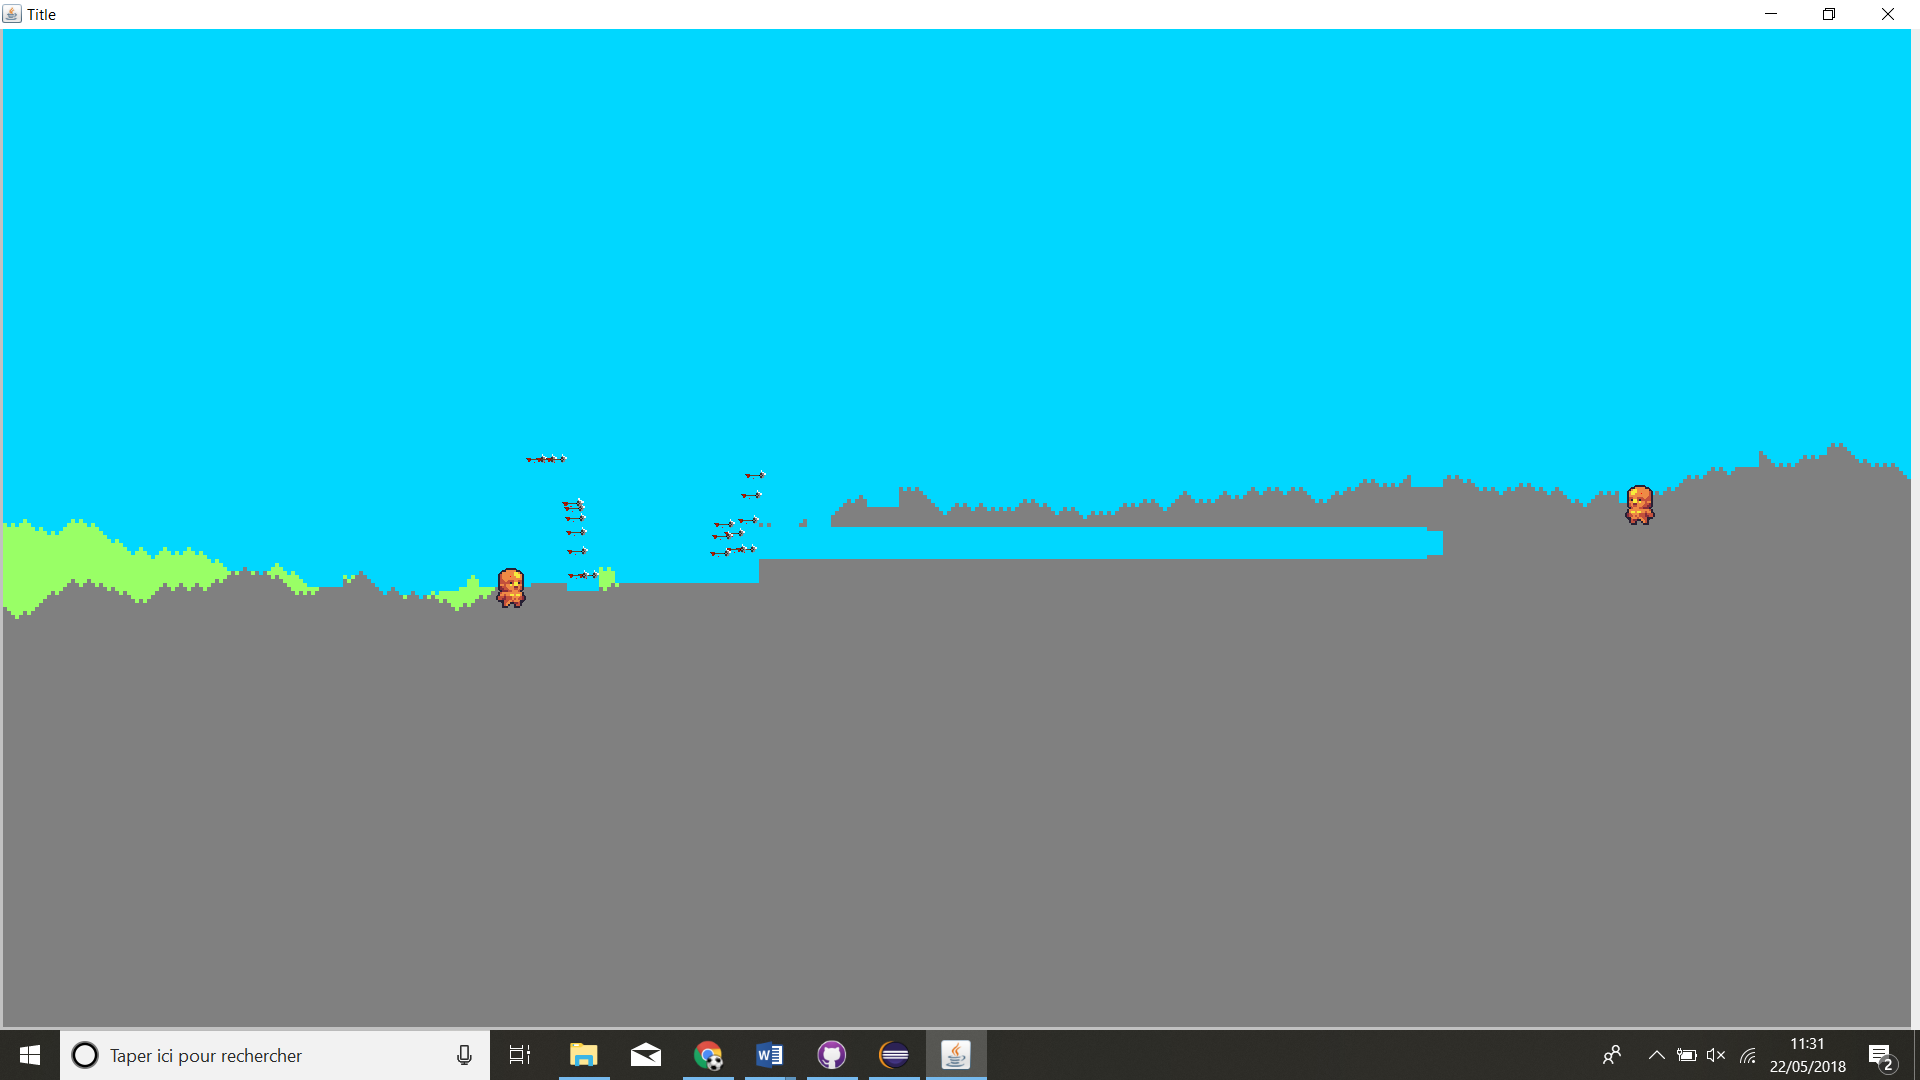 Title
Taper ici pour rechercher
11:31
22/05/2018
2